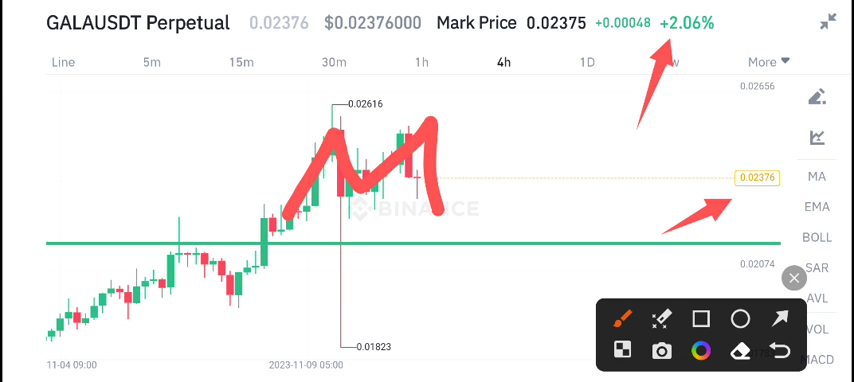 GALAUSDT Perpetual 0.02376 $0.02376000 Mark Price 0.02375 +0.00048 +2.06%
Line 5m 15m 30m 1h 4h 1D More
0.02656
0.02616
MA
0.02376
EMA
BINANCE
BOLL
0.02074
SAR
AVL
VOL
0.01823
MACD
11-04 09:00 2023-11-09 05:00